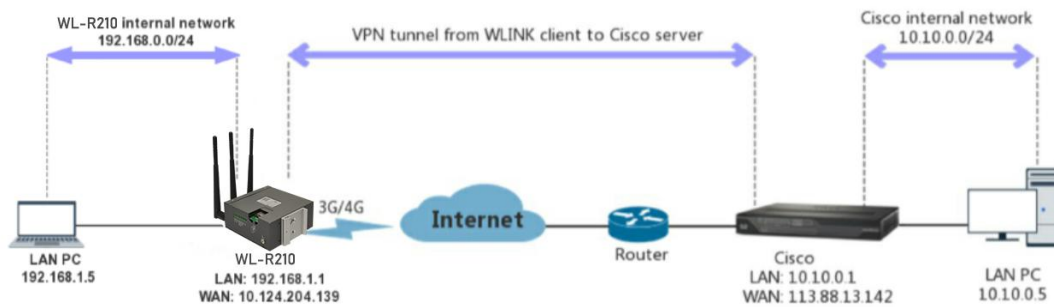 WL-R210 internal network
192.168.0.0/24
VPN tunnel from WLINK client to Cisco server
Cisco internal network
10.10.0.0/24
3G/4G
Internet
LAN PC
192.168.1.5
WL-R210
LAN: 192.168.1.1
WAN: 10.124.204.139
Router
Cisco
LAN: 10.10.0.1
WAN: 113.88.13.142
LAN PC
10.10.0.5